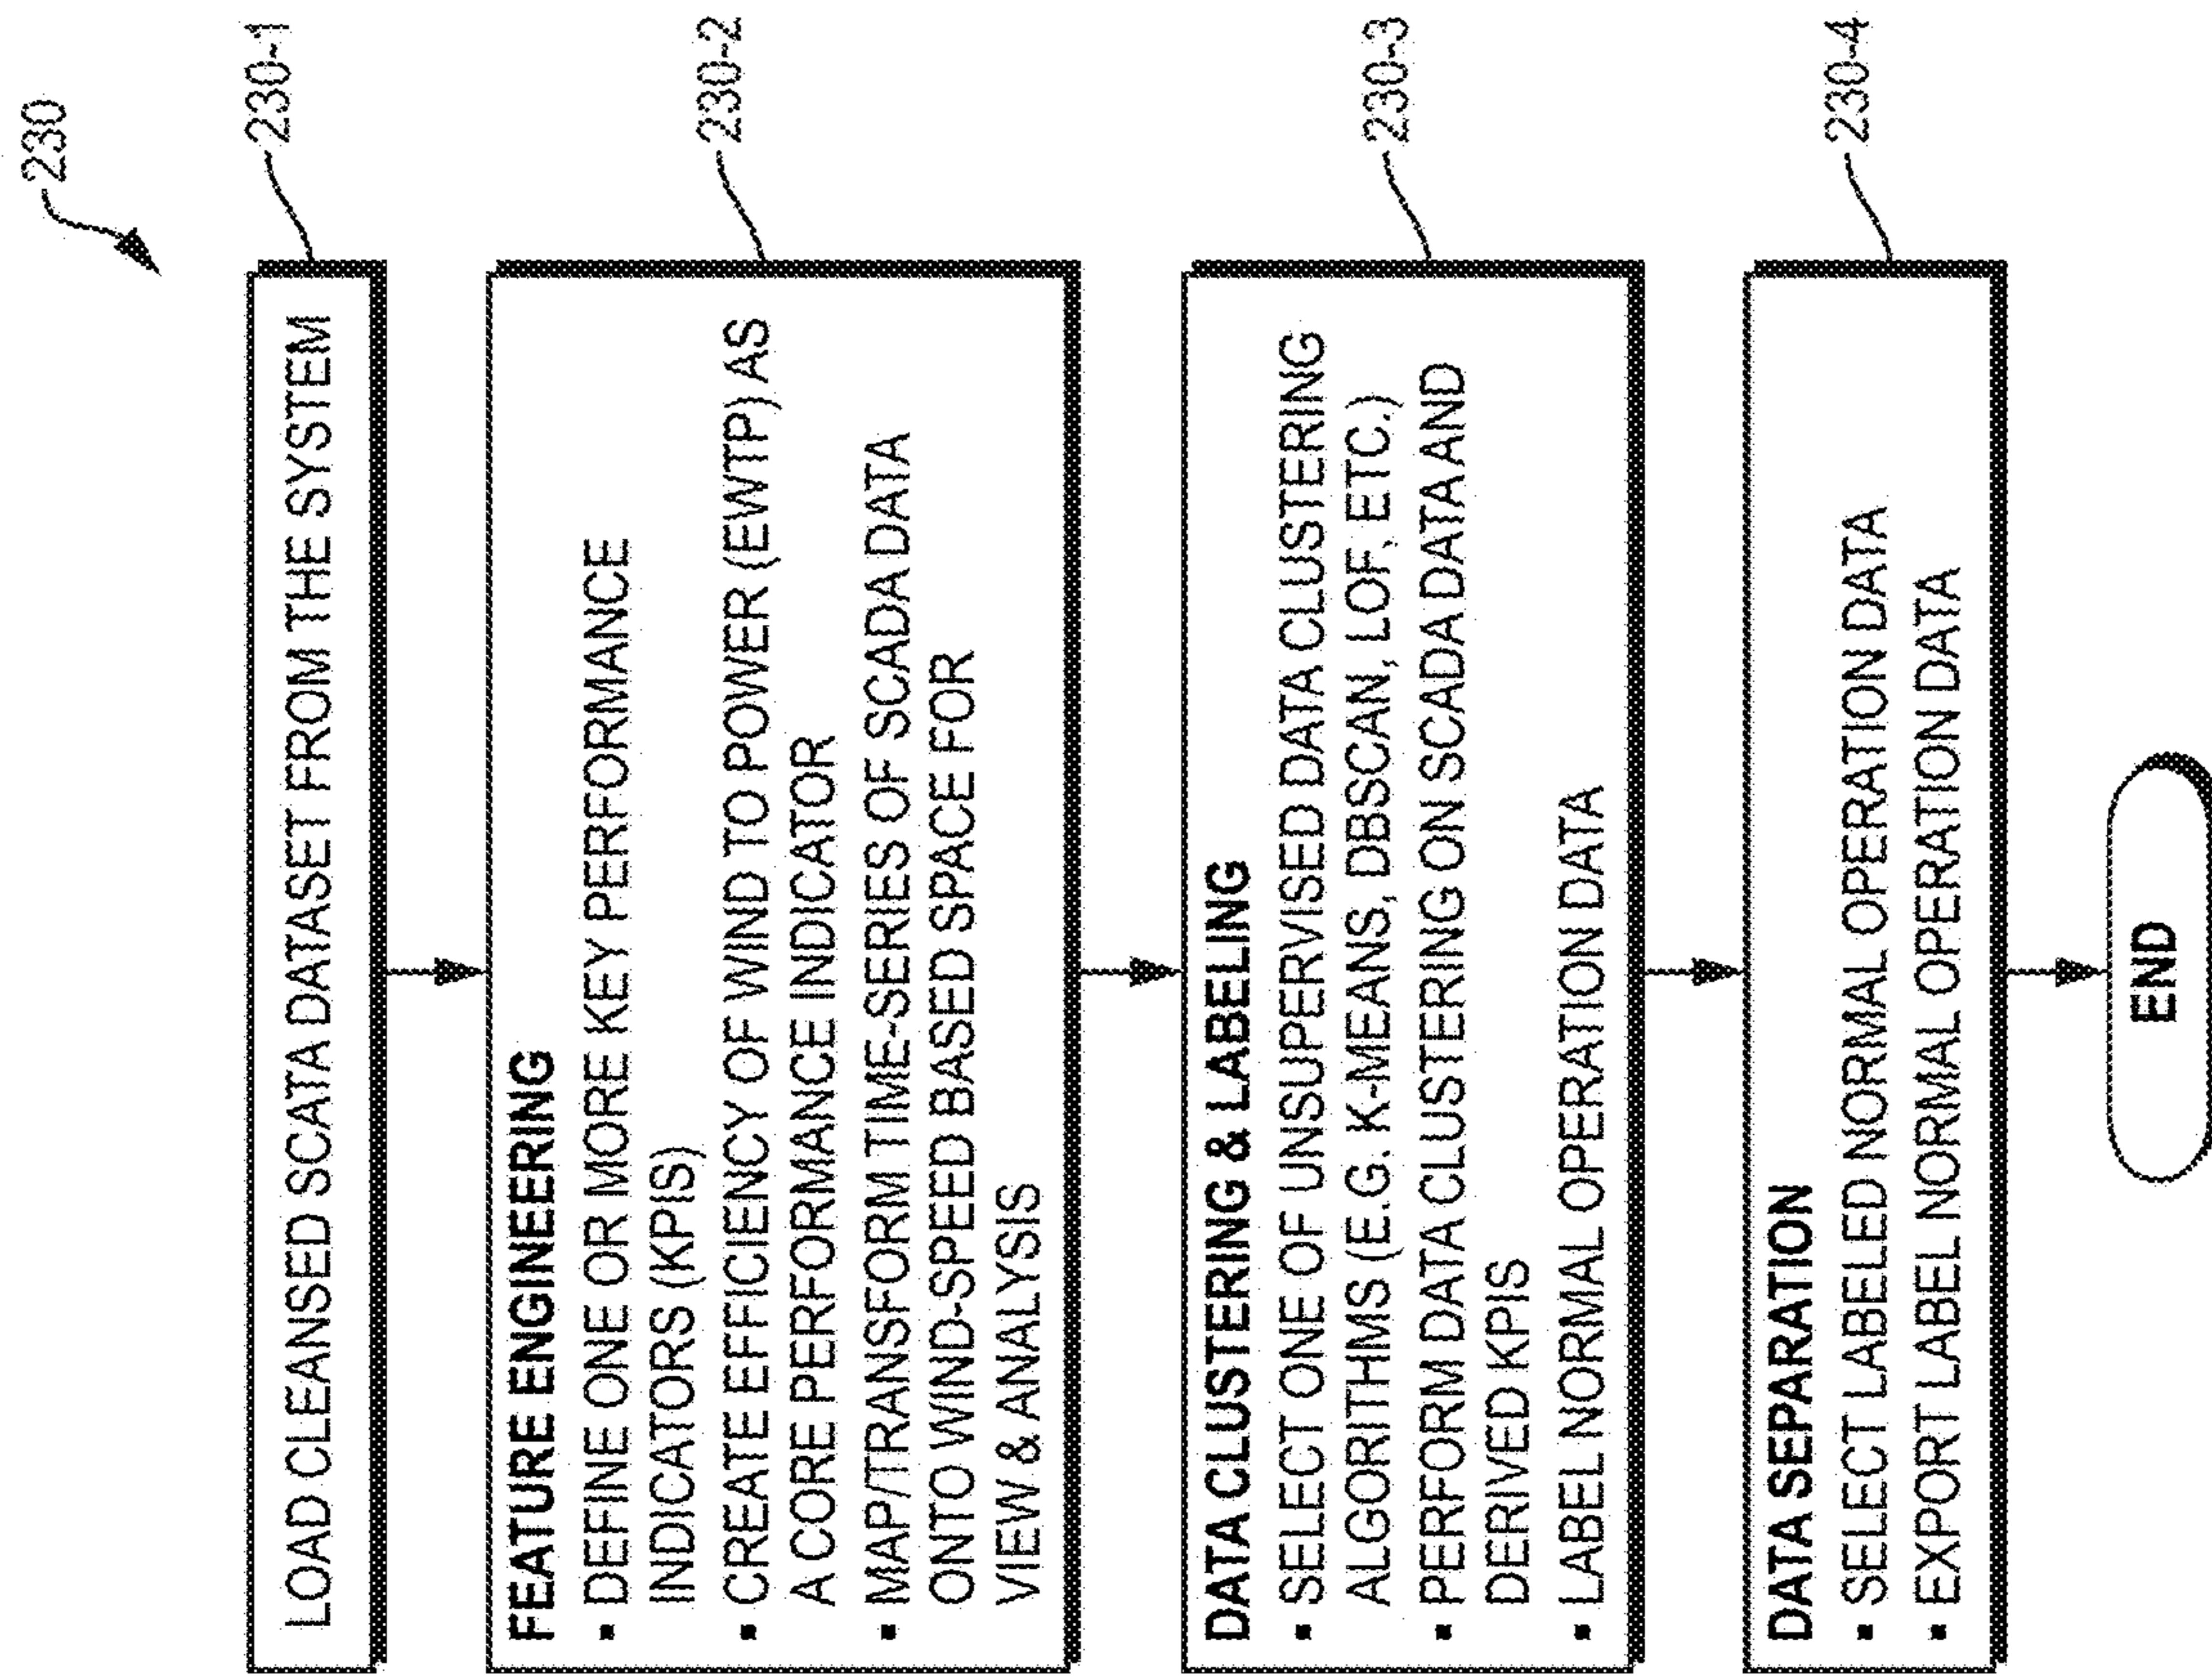 230
LOAD CLEANSED SCATA DATASET FROM THE SYSTEM
230-1
FEATURE ENGINEERING
▪ DEFINE ONE OR MORE KEY PERFORMANCE
INDICATORS (KPIS)
▪ CREATE EFFICIENCY OF WIND TO POWER (EWTP) AS
A CORE PERFORMANCE INDICATOR
▪ MAP/TRANSFORM TIME-SERIES OF SCADA DATA
ONTO WIND-SPEED BASED SPACE FOR
VIEW & ANALYSIS
230-2
DATA CLUSTERING & LABELING
▪ SELECT ONE OF UNSUPERVISED DATA CLUSTERING
ALGORITHMS (E.G. K-MEANS, DBSCAN, LOF, ETC.)
▪ PERFORM DATA CLUSTERING ON SCADA DATA AND
DERIVED KPIS
▪ LABEL NORMAL OPERATION DATA
230-3
DATA SEPARATION
▪ SELECT LABELED NORMAL OPERATION DATA
▪ EXPORT LABEL NORMAL OPERATION DATA
230-4
END